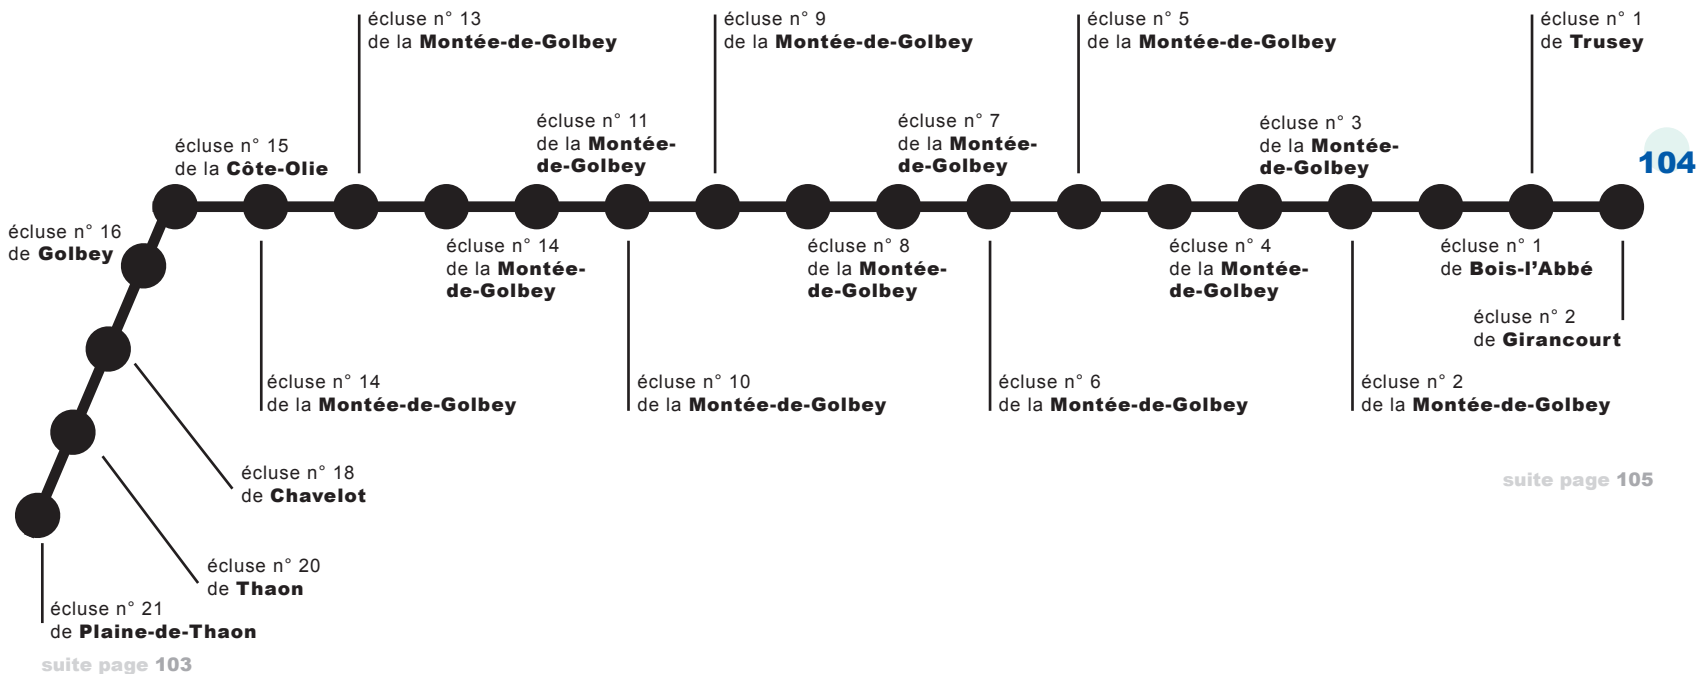 écluse n° 13
de la Montée-de-Golbey
écluse n° 9
de la Montée-de-Golbey
écluse n° 5
de la Montée-de-Golbey
écluse n° 1
de Trusey
écluse n° 15
de la Côte-Olie
écluse n° 11
de la Montée-
de-Golbey
écluse n° 7
de la Montée-
de-Golbey
écluse n° 3
de la Montée-
de-Golbey
104
écluse n° 16
de Golbey
écluse n° 14
de la Montée-
de-Golbey
écluse n° 8
de la Montée-
de-Golbey
écluse n° 4
de la Montée-
de-Golbey
écluse n° 1
de Bois-l'Abbé
écluse n° 2
de Girancourt
écluse n° 14
de la Montée-de-Golbey
écluse n° 10
de la Montée-de-Golbey
écluse n° 6
de la Montée-de-Golbey
écluse n° 2
de la Montée-de-Golbey
écluse n° 18
de Chavelot
suite page 105
écluse n° 20
de Thaon
écluse n° 21
de Plaine-de-Thaon
suite page 103